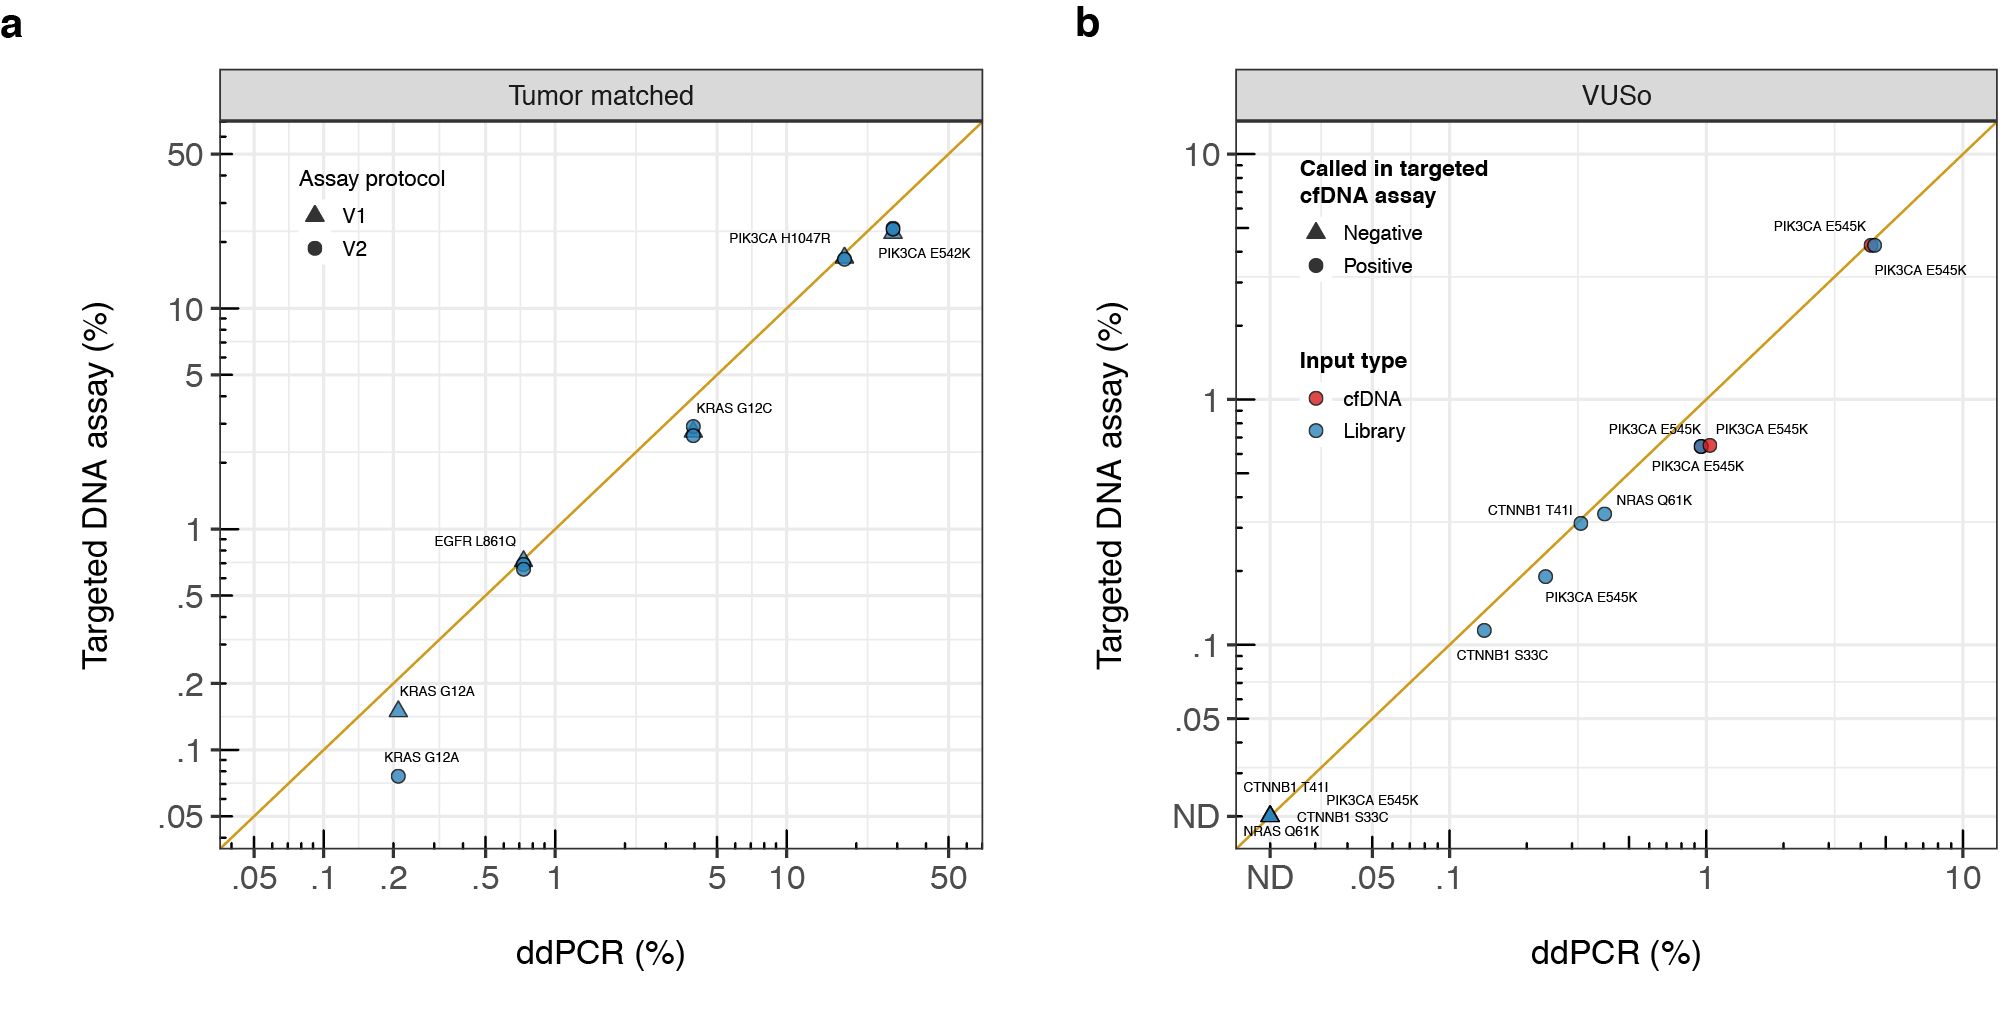 a
Tumor matched
50
10
5
1
.5
.2
.1
.05
Targeted DNA assay (%)
Assay protocol
V1
V2
PIK3CA H1047R
PIK3CA E542K
KRAS G12C
EGFR L861Q
KRAS G12A
KRAS G12A
.05 .1 .2 .5 1 5 10 50
ddPCR (%)
b
VUSo
10
1
.1
.05
ND
Targeted DNA assay (%)
Called in targeted
cfDNA assay
Negative
Positive
Input type
cfDNA
Library
PIK3CA E545K
PIK3CA E545K
PIK3CA E545K PIK3CA E545K
PIK3CA E545K
NRAS Q61K
CTNNB1 T41I
PIK3CA E545K
CTNNB1 S33C
CTNNB1 T41I
PIK3CA E545K
CTNNB1 S33C
NRAS Q61K
ND .05 .1 1 10
ddPCR (%)